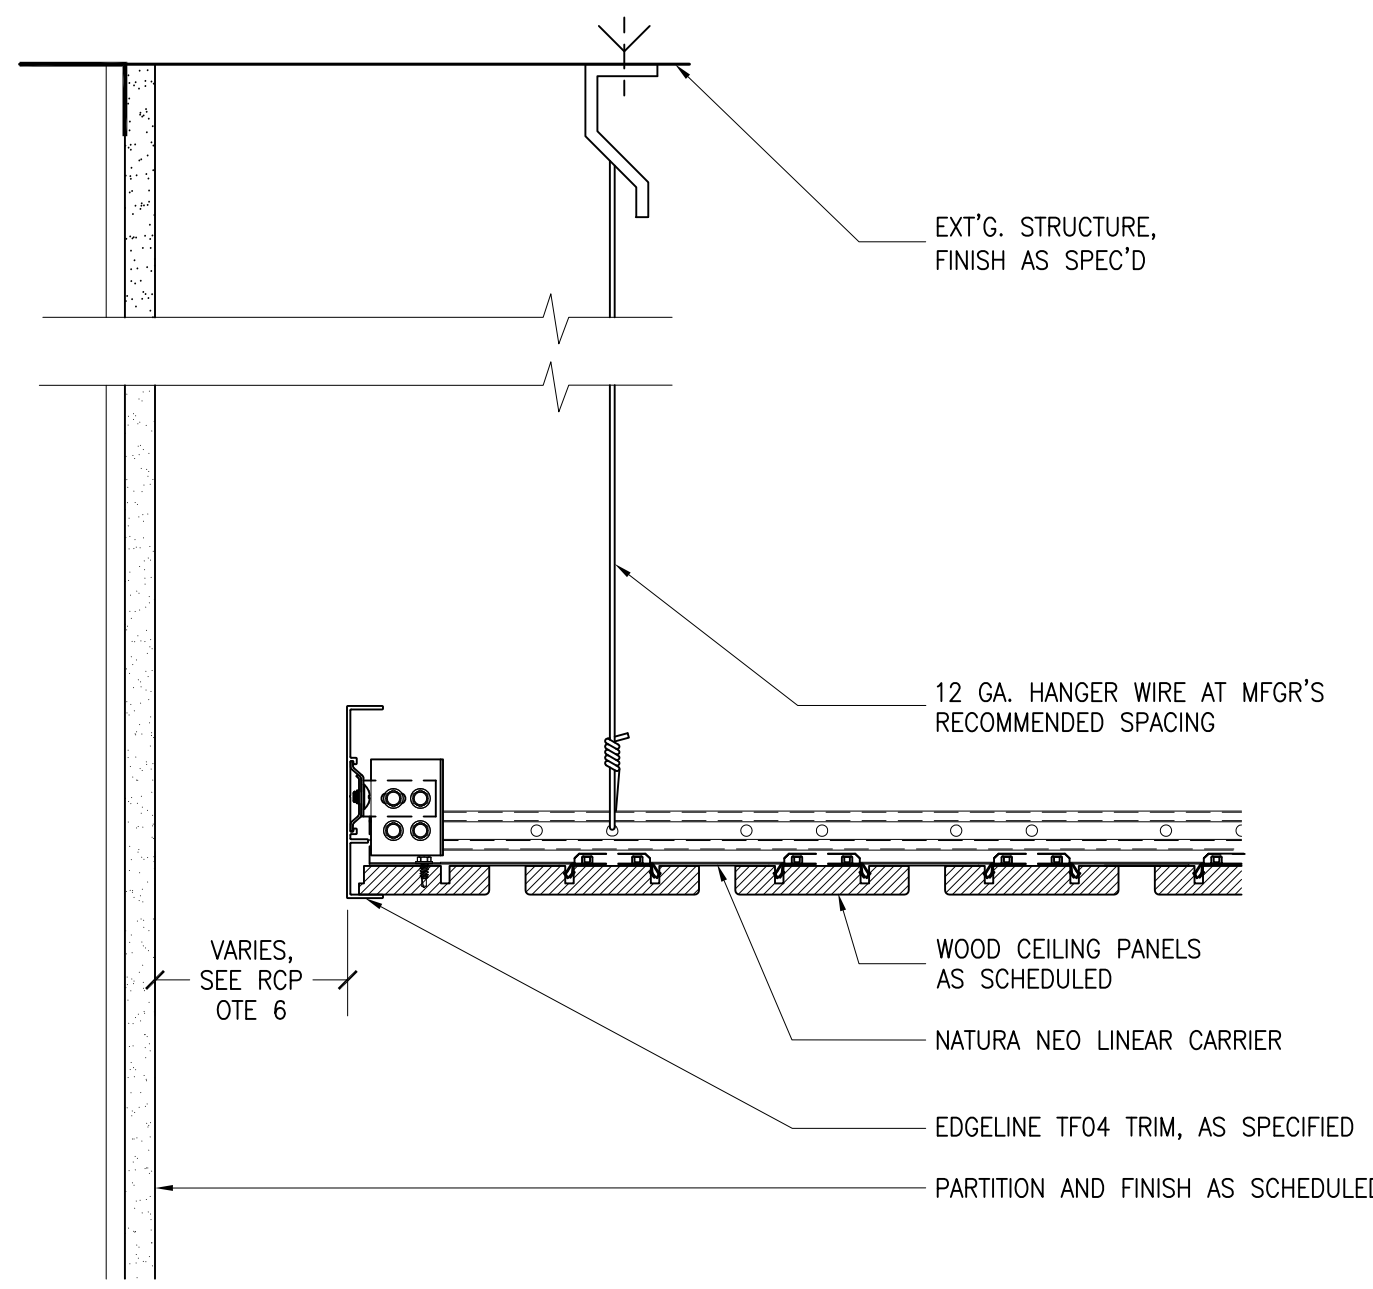 EXT'G. STRUCTURE,
FINISH AS SPEC'D
12 GA. HANGER WIRE AT MFGR'S
RECOMMENDED SPACING
VARIES,
SEE RCP
OTE 6
WOOD CEILING PANELS
AS SCHEDULED
NATURA NEO LINEAR CARRIER
EDGELINE TF04 TRIM, AS SPECIFIED
PARTITION AND FINISH AS SCHEDULED